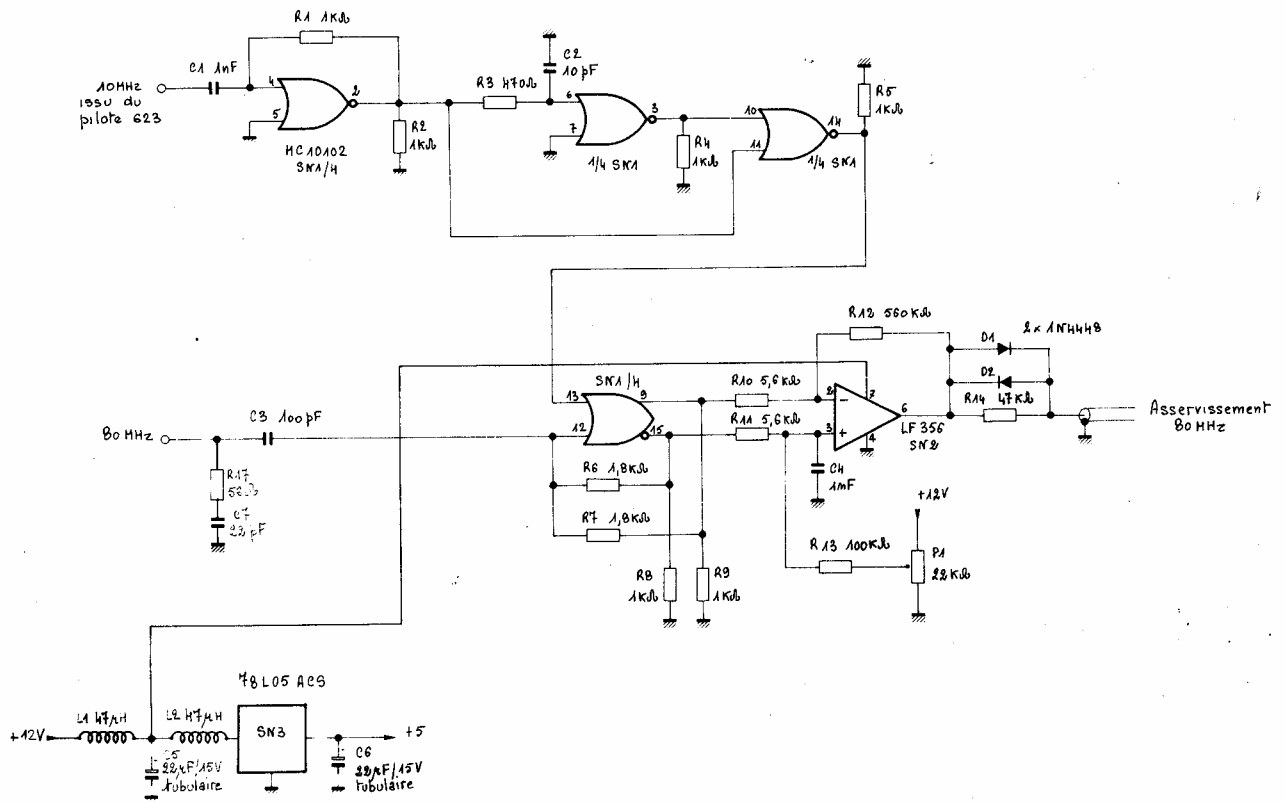 R1 1KΩ
C1 1nF
10MHz
issu du
pilote 623
4
5
2
MC10102
SN1/4
R2
1KΩ
R3 470Ω
C2
10pF
6
7
3
1/4 SN1
R4
1KΩ
10
11
14
1/4 SN1
R5
1KΩ
R12 560KΩ
D1
2x 1N4448
D2
R14 47KΩ
SN1/4
13
12
9
15
R10 5,6KΩ
R11 5,6KΩ
2
3
-
+
7
4
6
LF 356
SN2
Asservissement
80MHz
80MHz
C3 100pF
R17
C7
R6 1,8KΩ
R7 1,8KΩ
C4
1mF
+12V
R13 100KΩ
P1
22KΩ
R8
1KΩ
R9
1KΩ
78L05 ACS
L1 47µH
L2 47µH
+12V
SN3
+5
C5
22µF/15V
tubulaire
C6
22µF/15V
tubulaire